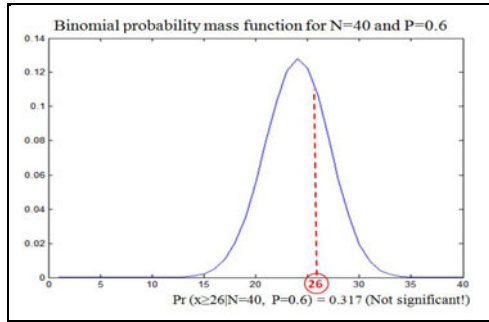 Binomial probability mass function for N=40 and P=0.6
0.14
0.12
0.1
0.08
0.06
0.04
0.02
0
0 5 10 15 20 25 26 30 35 40
Pr (x≥26|N=40, P=0.6) = 0.317 (Not significant!)